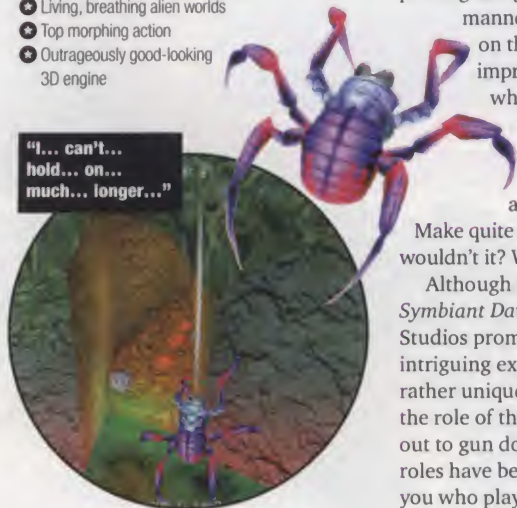 Living, breathing alien worlds
Top morphing action
Outrageously good-looking
3D engine
"I... can't...
hold... on...
much... longer..."
manne
on th
impr
wh
a
Make quite
wouldn't it? W
Although
Symbiant Da
Studios prom
intriguing ex
rather unique
the role of th
out to gun do
roles have be
you who play